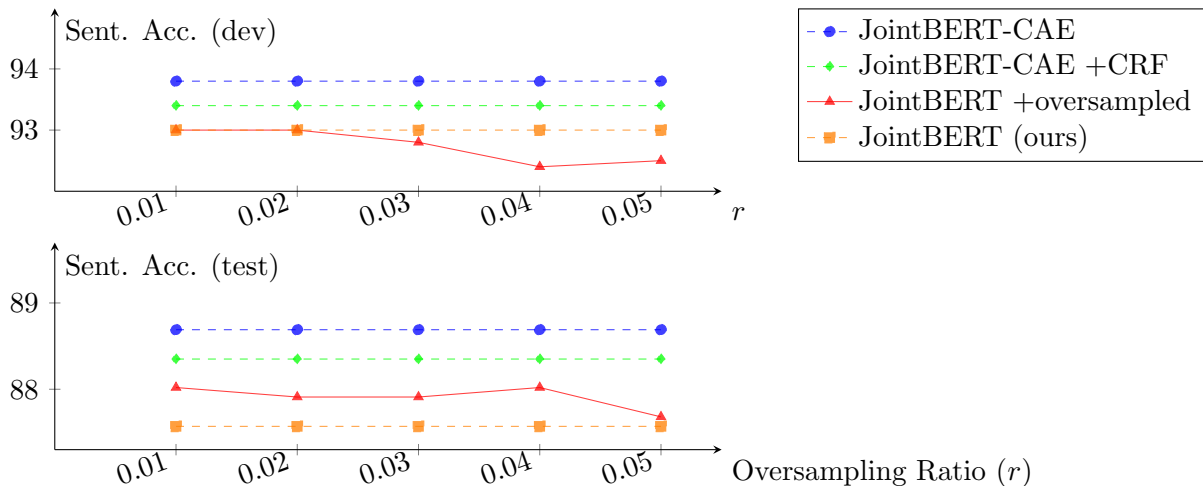 Sent. Acc. (dev)
94
93
0.01 0.02 0.03 0.04 0.05
r
JointBERT-CAE
JointBERT-CAE +CRF
JointBERT +oversampled
JointBERT (ours)
Sent. Acc. (test)
89
88
0.01 0.02 0.03 0.04 0.05
Oversampling Ratio (r)